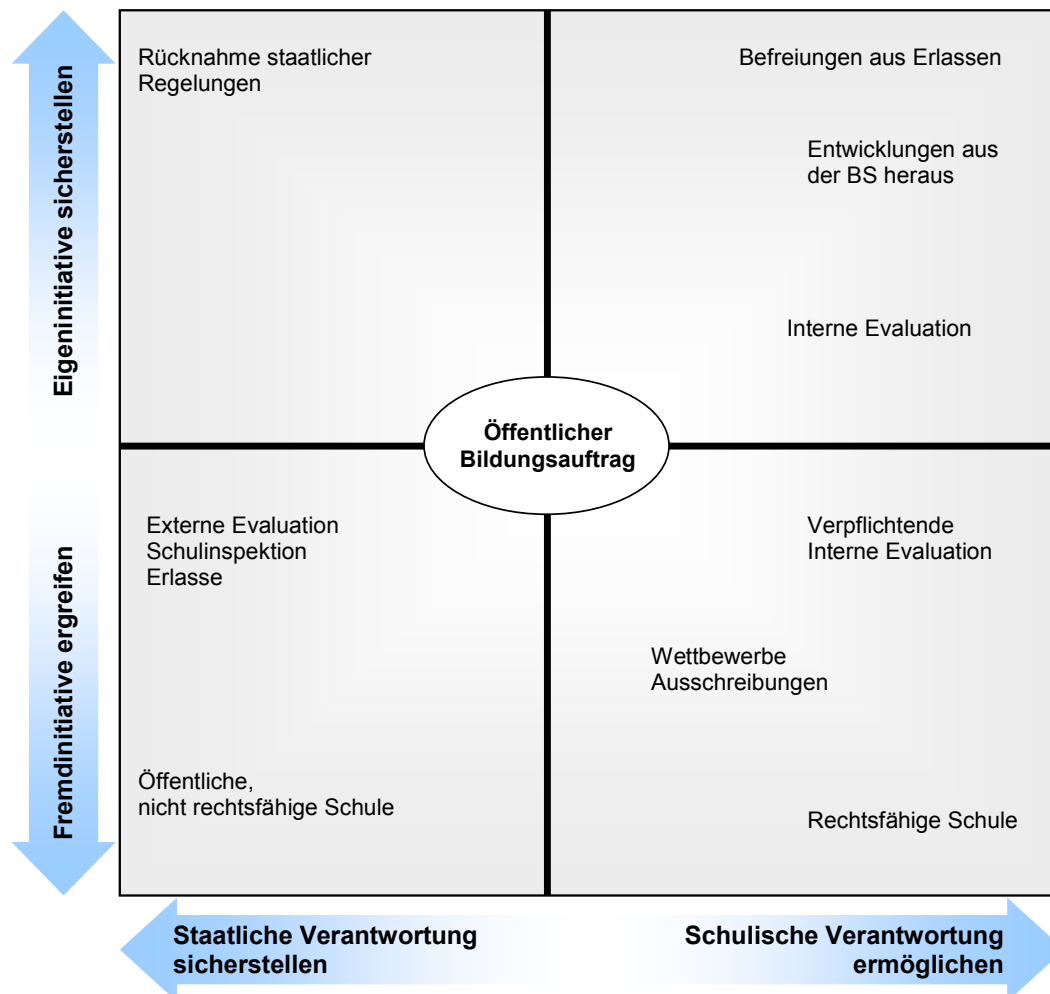 Eigeninitiative sicherstellen
Fremdinitiative ergreifen
Rücknahme staatlicher
Regelungen
Befreiungen aus Erlassen
Entwicklungen aus
der BS heraus
Interne Evaluation
Öffentlicher
Bildungsauftrag
Externe Evaluation
Schulinspektion
Erlasse
Verpflichtende
Interne Evaluation
Wettbewerbe
Ausschreibungen
Öffentliche,
nicht rechtsfähige Schule
Rechtsfähige Schule
Staatliche Verantwortung
sicherstellen
Schulische Verantwortung
ermöglichen